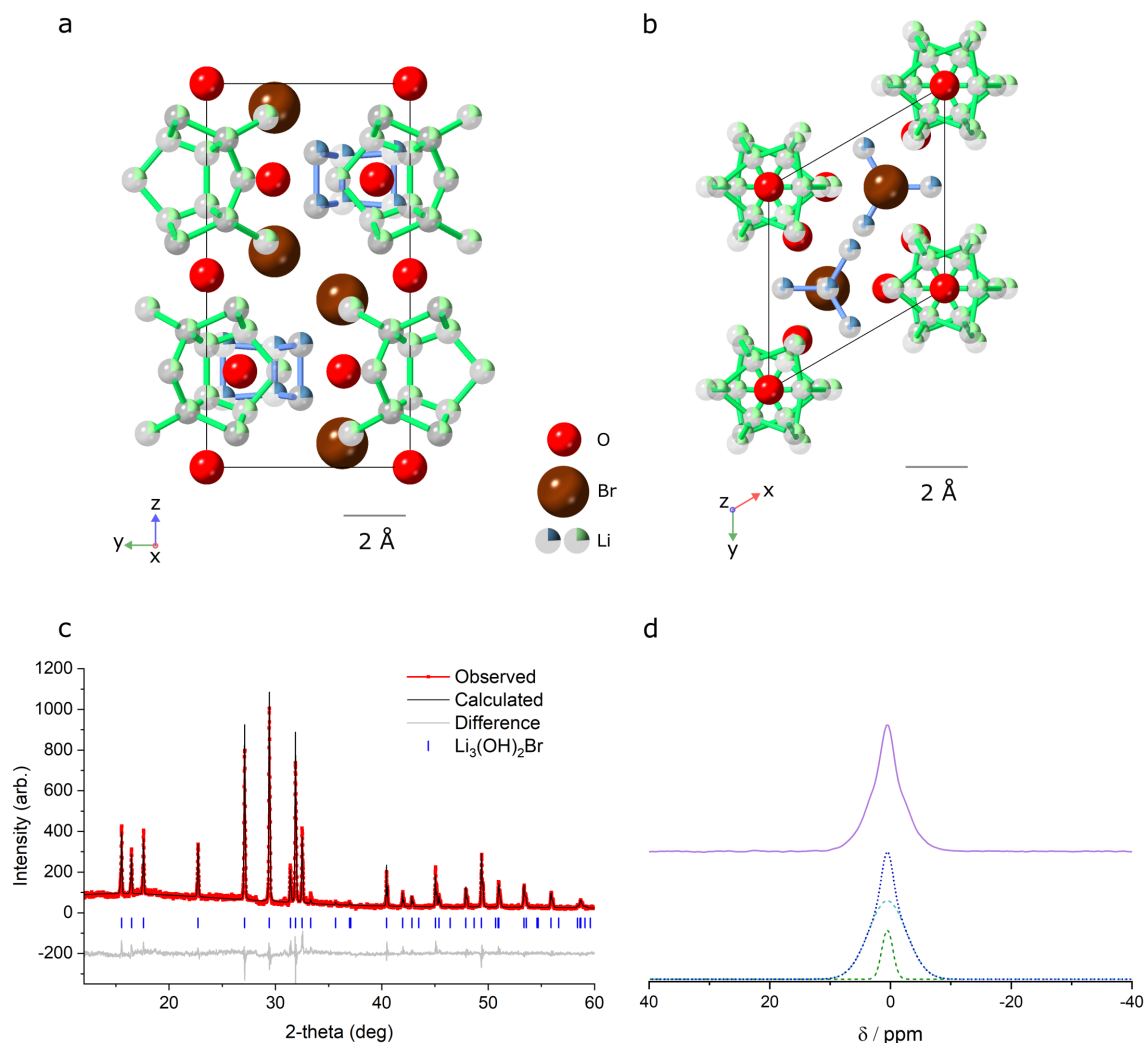 a
b
z
y
x
2 Å
O
Br
Li
x
z
y
2 Å
c
d
1200
1000
800
600
400
200
0
-200
Intensity (arb.)
Observed
Calculated
Difference
Li₃(OH)₂Br
20
30
40
50
60
2-theta (deg)
40
20
0
-20
-40
δ / ppm